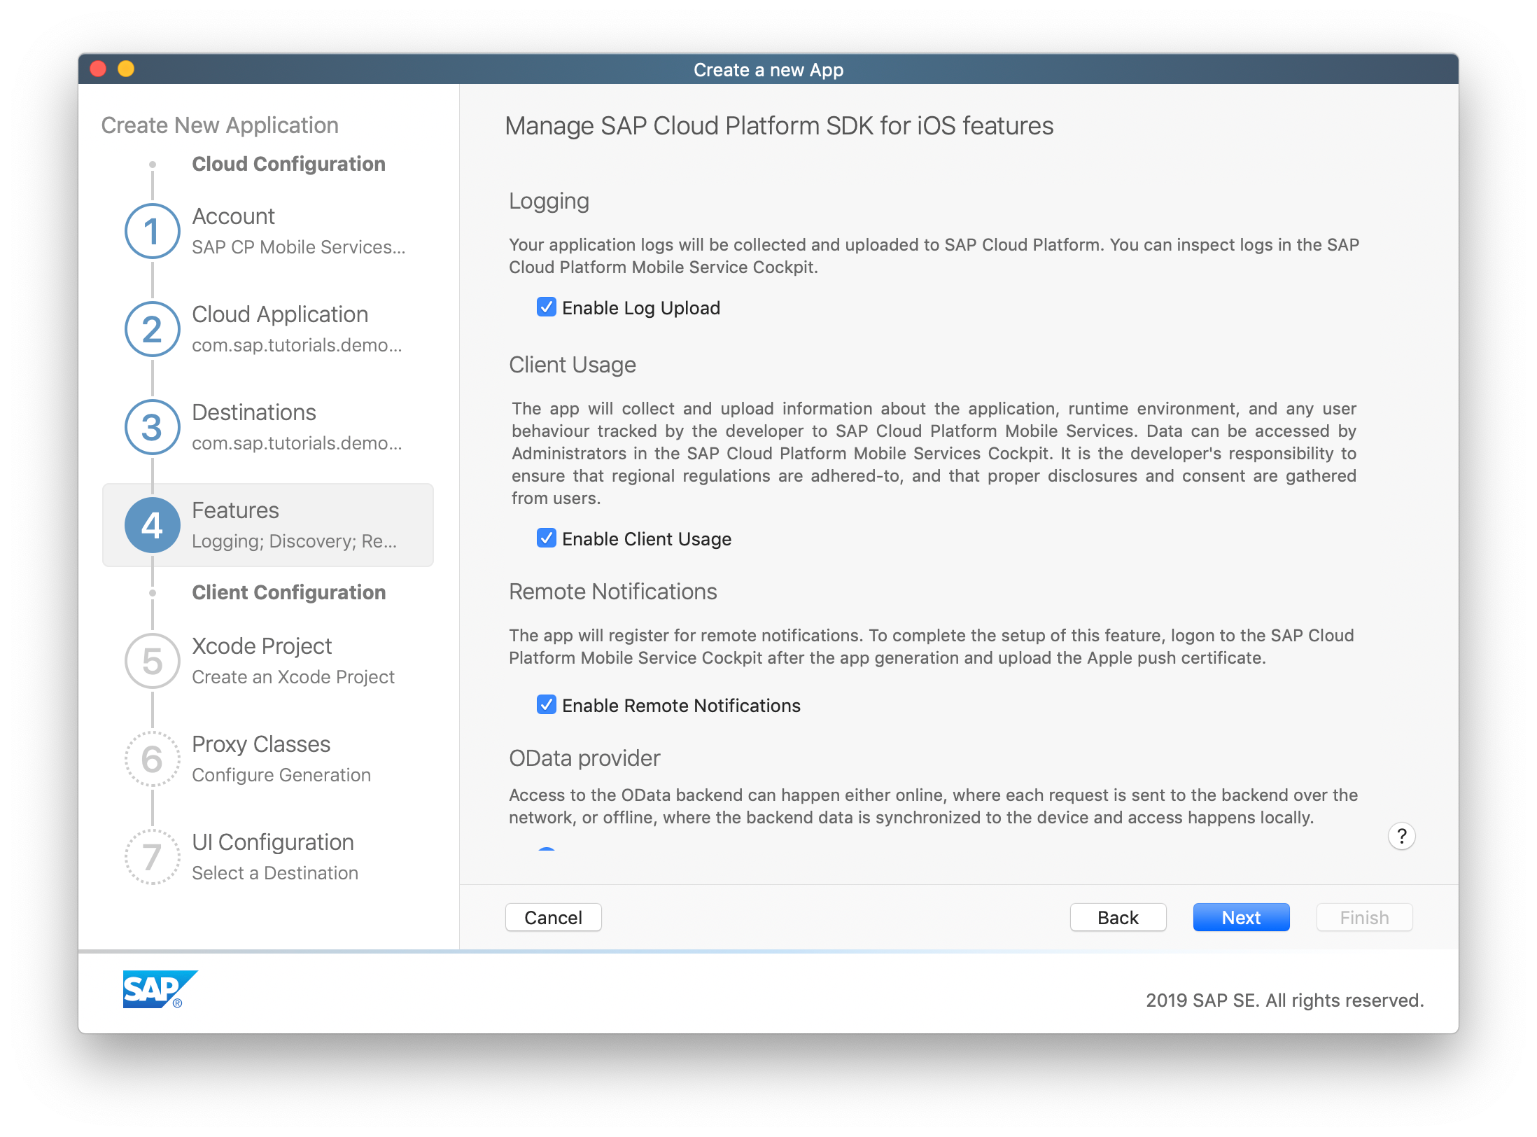 Create a new App
Create New Application
Cloud Configuration
1
Account
SAP CP Mobile Services...
2
Cloud Application
com.sap.tutorials.demo...
3
Destinations
com.sap.tutorials.demo...
4
Features
Logging; Discovery; Re...
Client Configuration
5
Xcode Project
Create an Xcode Project
6
Proxy Classes
Configure Generation
7
UI Configuration
Select a Destination
Manage SAP Cloud Platform SDK for iOS features
Logging
Your application logs will be collected and uploaded to SAP Cloud Platform. You can inspect logs in the SAP
Cloud Platform Mobile Service Cockpit.
Enable Log Upload
Client Usage
The app will collect and upload information about the application, runtime environment, and any user
behaviour tracked by the developer to SAP Cloud Platform Mobile Services. Data can be accessed by
Administrators in the SAP Cloud Platform Mobile Services Cockpit. It is the developer's responsibility to
ensure that regional regulations are adhered-to, and that proper disclosures and consent are gathered
from users.
Enable Client Usage
Remote Notifications
The app will register for remote notifications. To complete the setup of this feature, logon to the SAP Cloud
Platform Mobile Service Cockpit after the app generation and upload the Apple push certificate.
Enable Remote Notifications
OData provider
Access to the OData backend can happen either online, where each request is sent to the backend over the
network, or offline, where the backend data is synchronized to the device and access happens locally.
?
Cancel
Back
Next
Finish
SAP®
2019 SAP SE. All rights reserved.